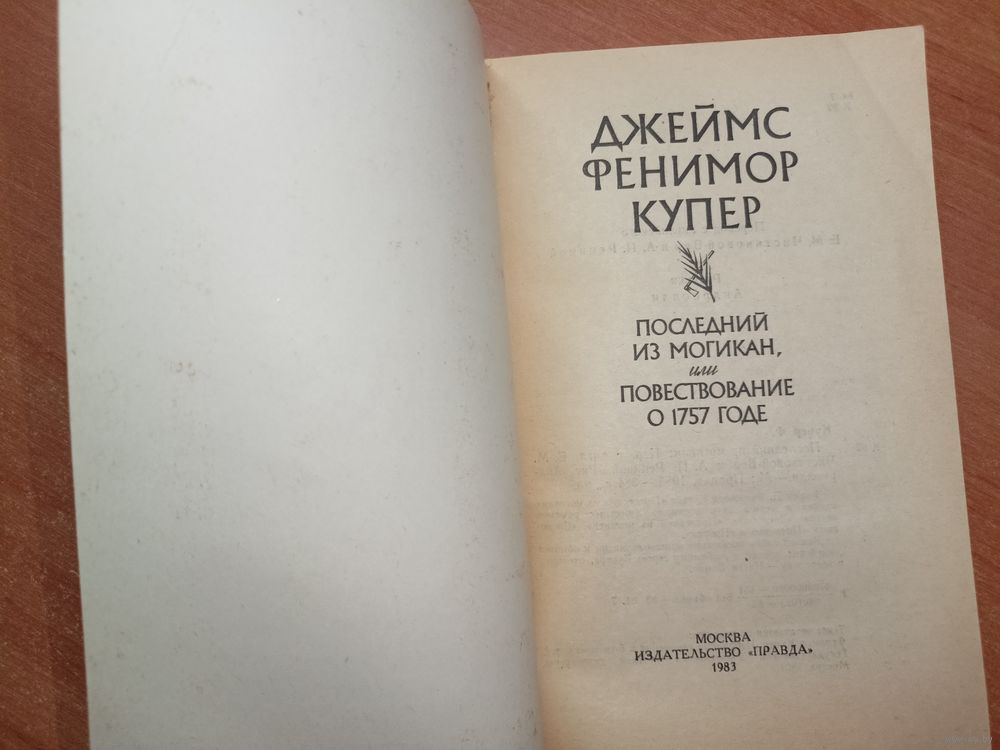 ДЖЕЙМС
ФЕНИМОР
КУПЕР
ПОСЛЕДНИЙ
ИЗ МОГИКАН,
или
ПОВЕСТВОВАНИЕ
О 1757 ГОДЕ
МОСКВА
ИЗДАТЕЛЬСТВО «ПРАВДА»
1983